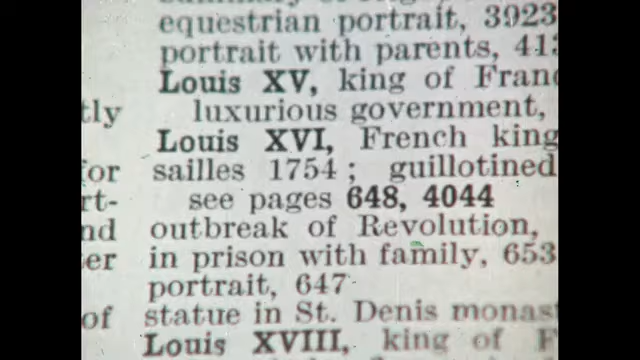 equestrian portrait, 3923
portrait with parents, 41
Louis XV, king of Fran
luxurious government,
Louis XVI, French king
sailles 1754; guillotined
see pages 648, 4044
outbreak of Revolution,
in prison with family, 653
portrait, 647
statue in St. Denis monas
Louis XVIII, king of F
tly
for
rt-
nd
er
of